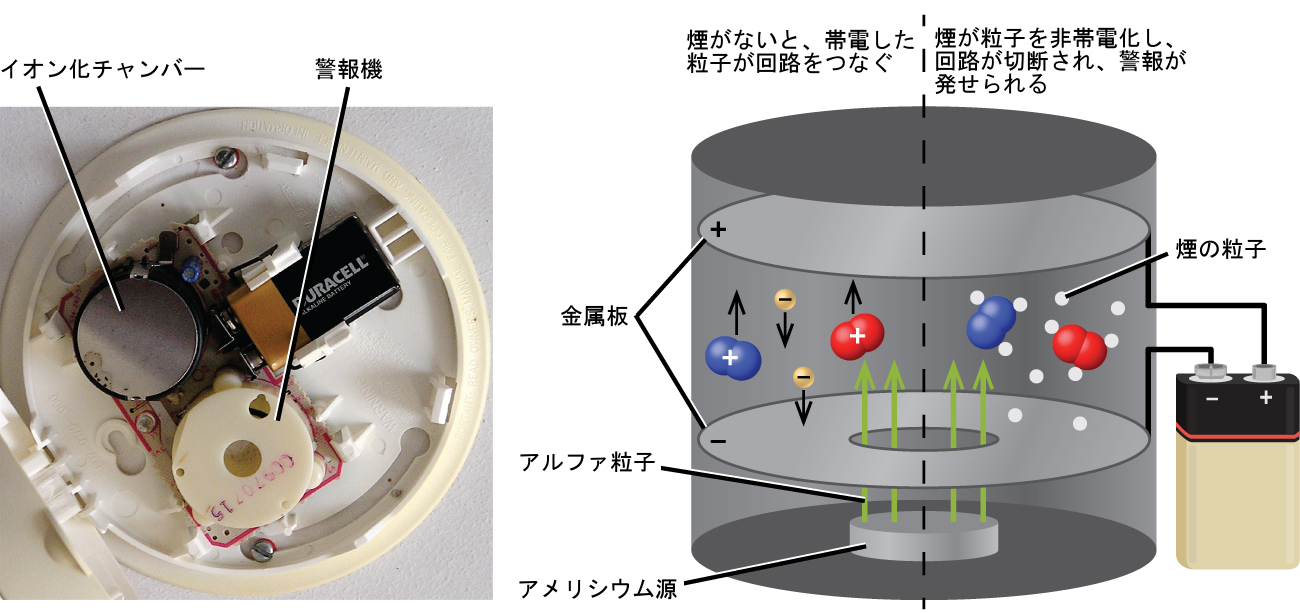 イオン化チャンバー
警報機
DURACELL
ALKALINE BATTERY
CC970715
煙がないと、帯電した
粒子が回路をつなぐ
煙が粒子を非帯電化し、
回路が切断され、警報が
発せられる
+
煙の粒子
金属板
−
+
−
+
−
−
+
−
アルファ粒子
アメリシウム源